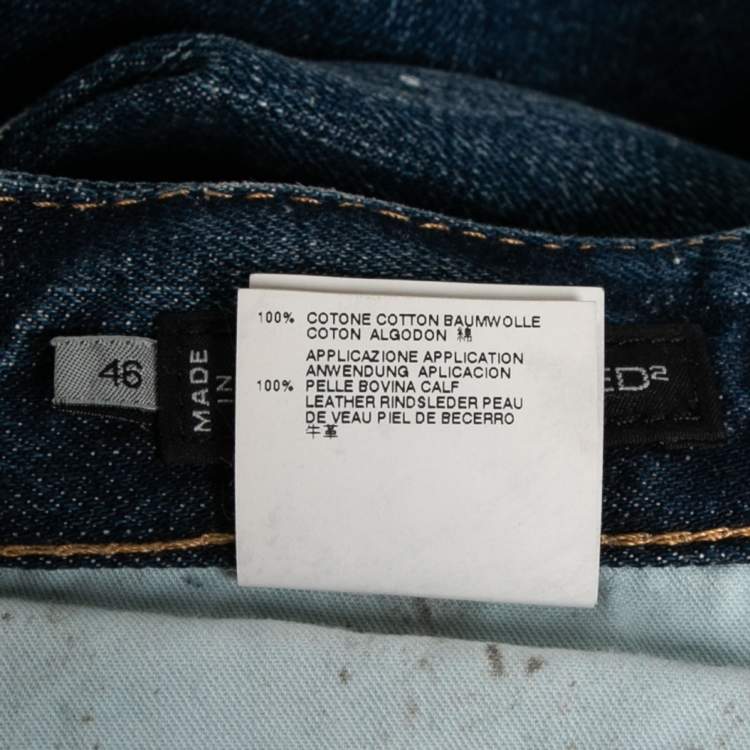 100% COTONE COTTON BAUMWOLLE
COTON ALGODON 綿
APPLICAZIONE APPLICATION
ANWENDUNG APLICACION
100% PELLE BOVINA CALF
LEATHER RINDSLEDER PEAU
DE VEAU PIEL DE BECERRO
牛革
46
MADE
IN
ED2